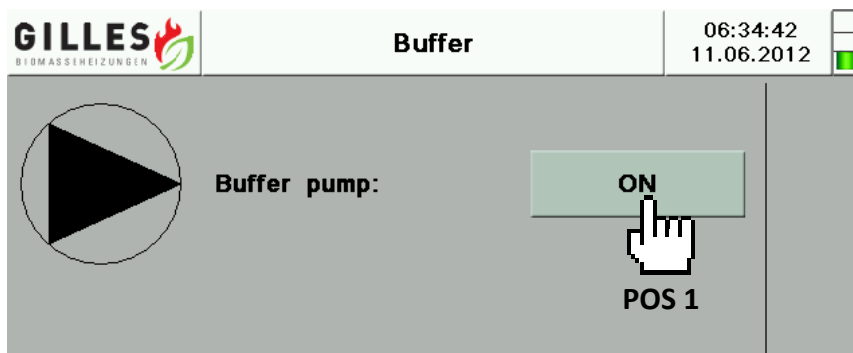 GILLES
BIOMASSEHEIZUNGEN
Buffer
06:34:42
11.06.2012
Buffer pump:
ON
POS 1